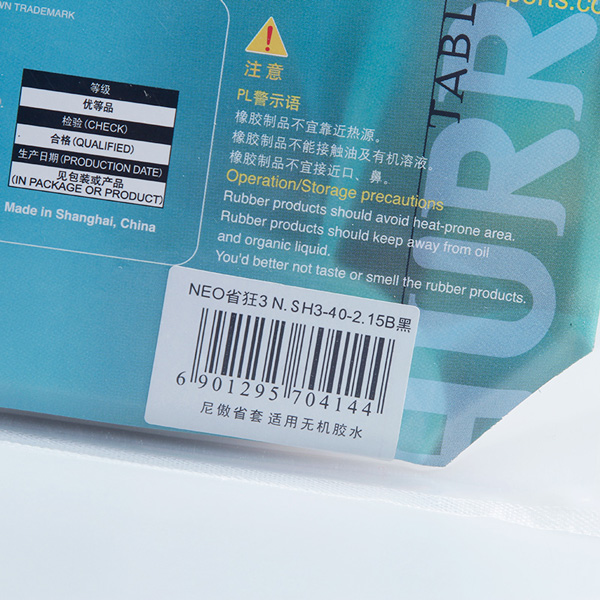 WN TRADEMARK
ports.co
TABL
URR
注意
PL警示语
橡胶制品不宜靠近热源。
橡胶制品不能接触油及有机溶液。
橡胶制品不宜接近口、鼻。
Operation/Storage precautions
Rubber products should avoid heat-prone area.
Rubber products should keep away from oil
and organic liquid.
You'd better not taste or smell the rubber products.
等级
优等品
检验(CHECK)
合格(QUALIFIED)
生产日期(PRODUCTION DATE)
见包装或产品
(IN PACKAGE OR PRODUCT)
Made in Shanghai, China
NEO省狂3 N.SH3-40-2.15B黑
6 901295 704144
尼傲省套 适用无机胶水